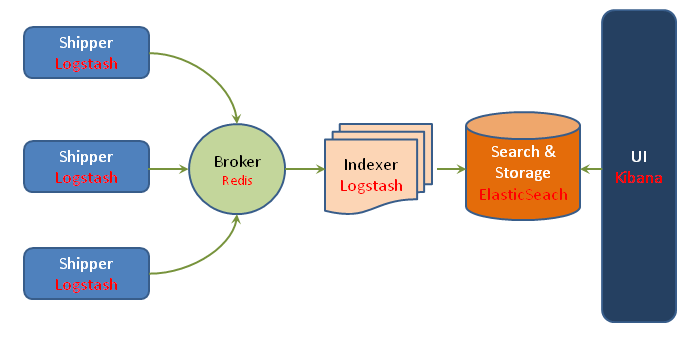 Shipper
Logstash
Shipper
Logstash
Shipper
Logstash
Broker
Redis
Indexer
Logstash
Search &
Storage
ElasticSeach
UI
Kibana